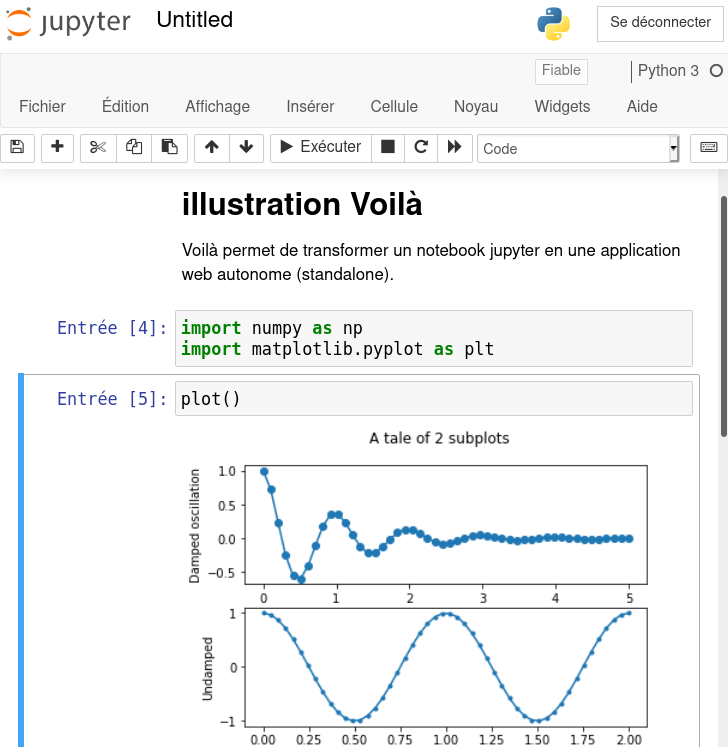 jupyter Untitled
Se déconnecter
Fiable
Python 3
Fichier Édition Affichage Insérer Cellule Noyau Widgets Aide
Exécuter Code
illustration Voilà
Voilà permet de transformer un notebook jupyter en une application
web autonome (standalone).
Entrée [4]: import numpy as np
import matplotlib.pyplot as plt
Entrée [5]: plot()
A tale of 2 subplots
Damped oscillation
1.0
0.5
0.0
−0.5
0 1 2 3 4 5
Undamped
1
0
−1
0.00 0.25 0.50 0.75 1.00 1.25 1.50 1.75 2.00